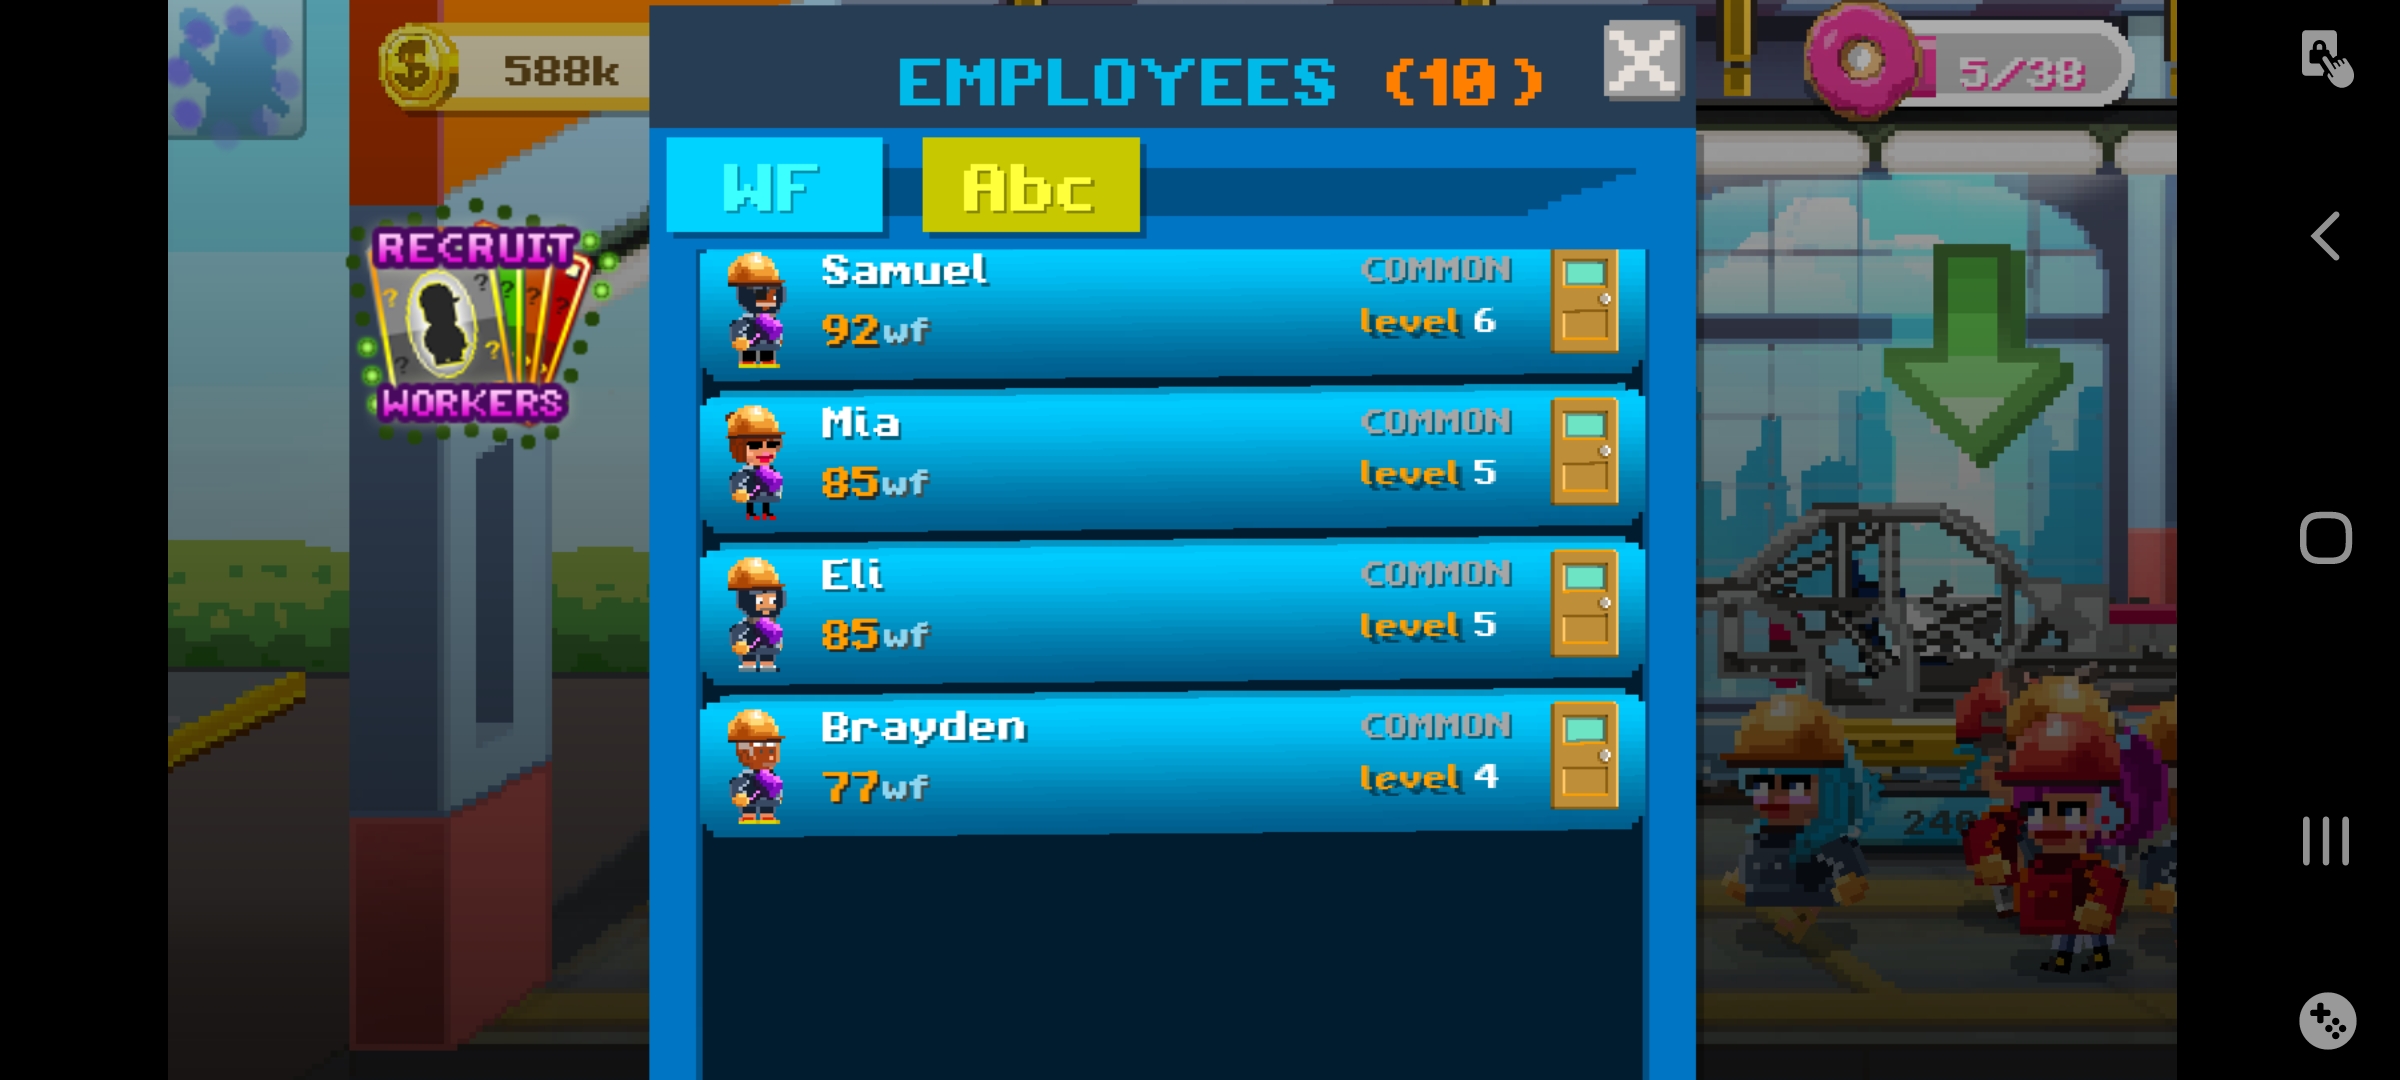 588k
EMPLOYEES (10)
5/38
WF Abc
RECRUIT
WORKERS
Samuel COMMON
92wf level 6
Mia COMMON
85wf level 5
Eli COMMON
85wf level 5
Brayden COMMON
77wf level 4